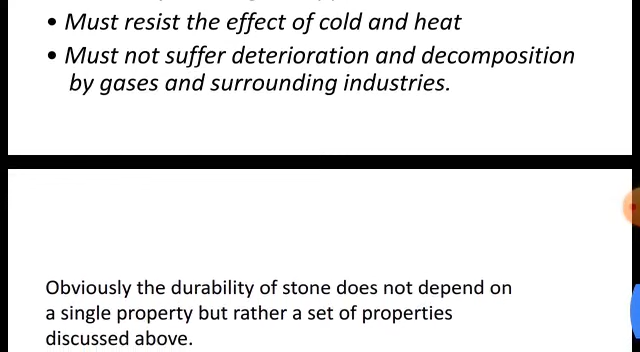 • Must resist the effect of cold and heat
• Must not suffer deterioration and decomposition
by gases and surrounding industries.
Obviously the durability of stone does not depend on
a single property but rather a set of properties
discussed above.